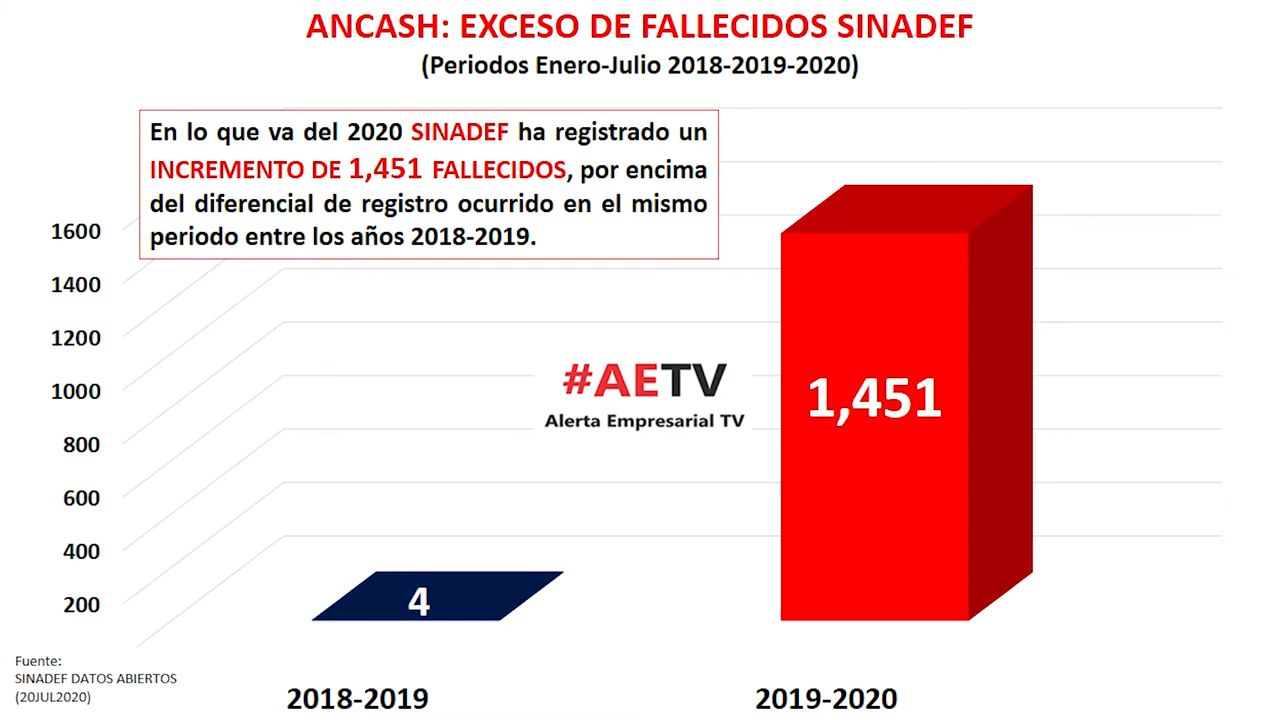 ANCASH: EXCESO DE FALLECIDOS SINADEF
(Periodos Enero-Julio 2018-2019-2020)
En lo que va del 2020 SINADEF ha registrado un
INCREMENTO DE 1,451 FALLECIDOS, por encima
del diferencial de registro ocurrido en el mismo
periodo entre los años 2018-2019.
1600
1400
1200
1000
800
600
400
200
#AETV
Alerta Empresarial TV
1,451
4
2018-2019
2019-2020
Fuente:
SINADEF DATOS ABIERTOS
(20JUL2020)